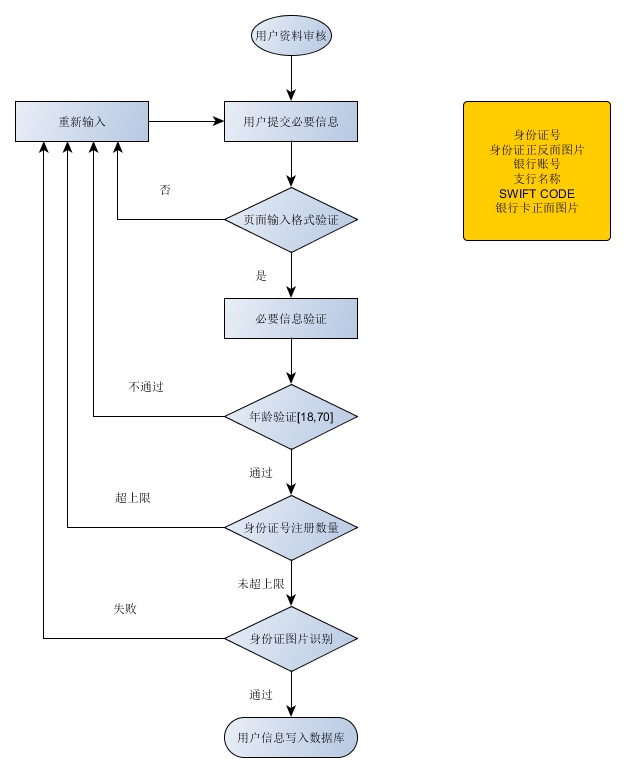 用户资料审核
重新输入
用户提交必要信息
身份证号
身份证正反面图片
银行账号
支行名称
SWIFT CODE
银行卡正面图片
否
页面输入格式验证
是
必要信息验证
不通过
年龄验证[18,70]
通过
超上限
身份证号注册数量
未超上限
失败
身份证图片识别
通过
用户信息写入数据库